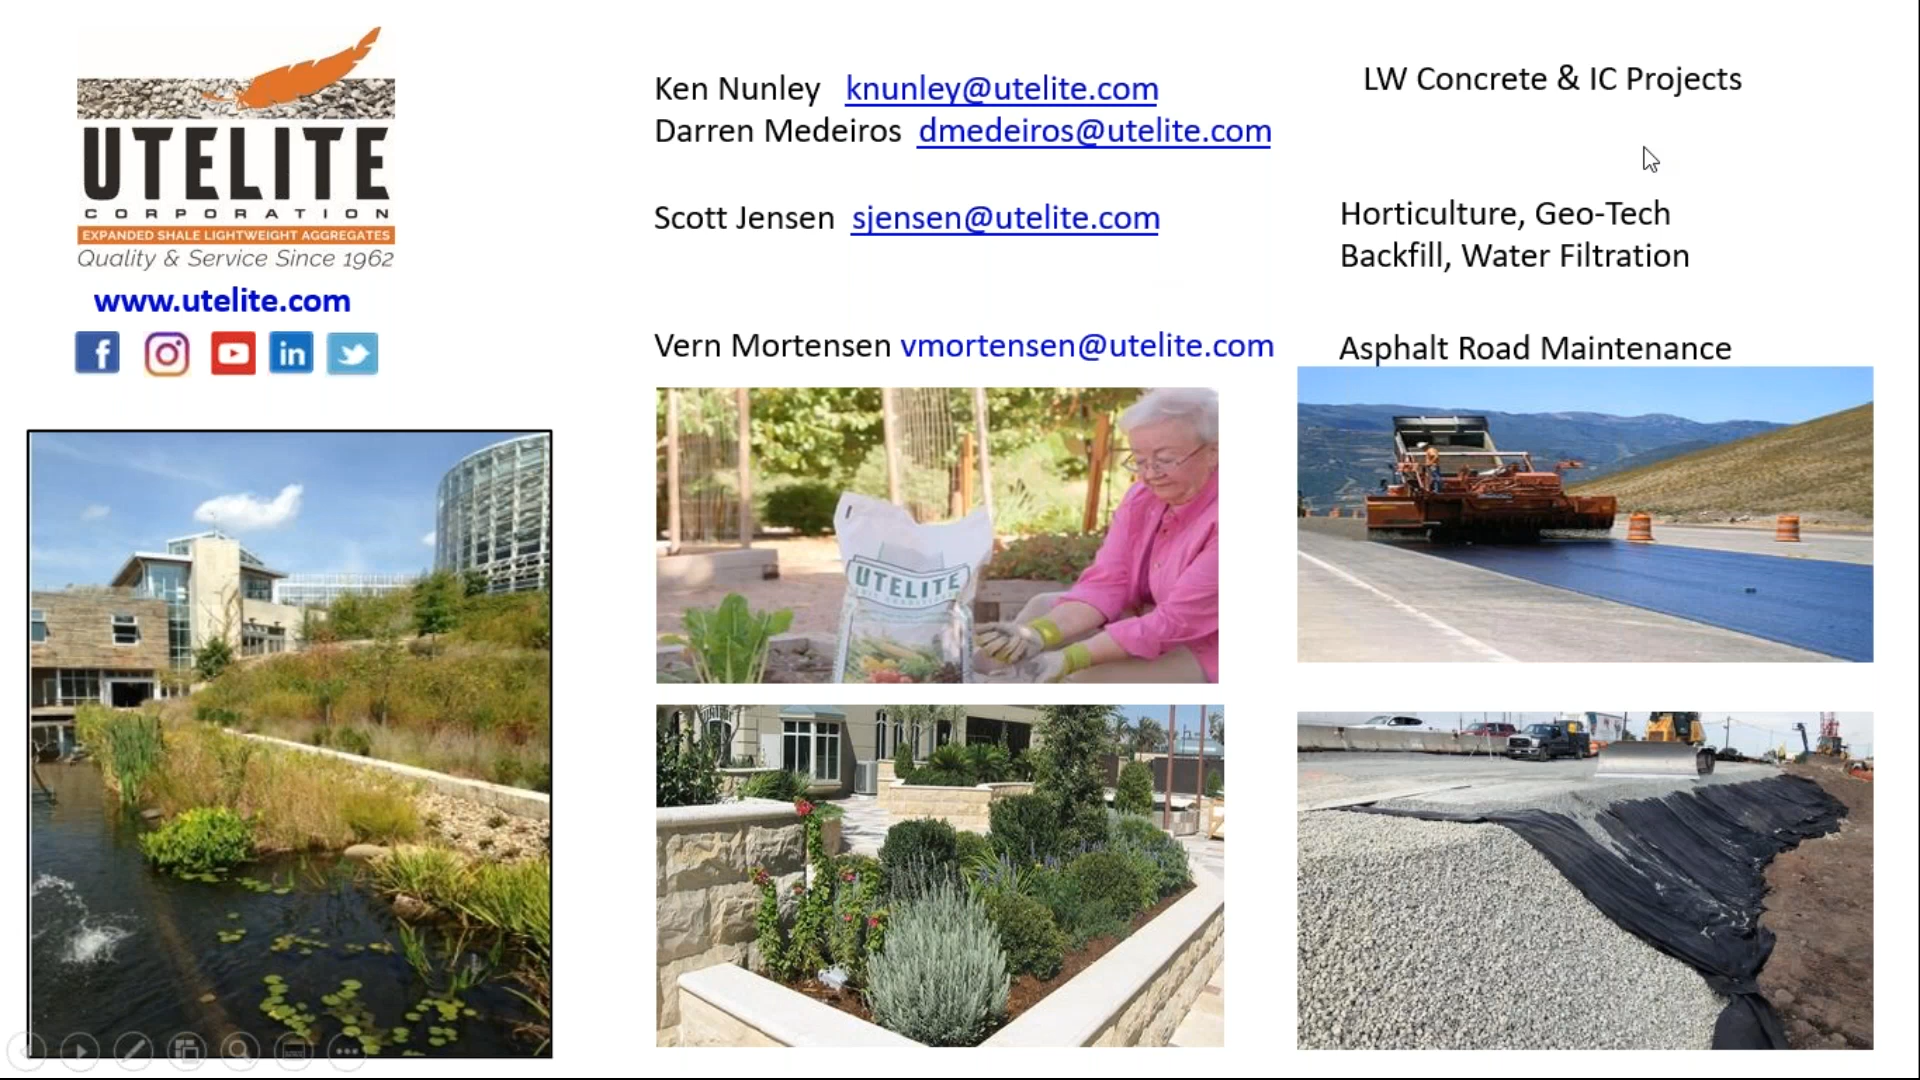 UTELITE
CORPORATION
EXPANDED SHALE LIGHTWEIGHT AGGREGATES
Quality & Service Since 1962
www.utelite.com
f
in
Ken Nunley knunley@utelite.com
Darren Medeiros dmedeiros@utelite.com
LW Concrete & IC Projects
Scott Jensen sjensen@utelite.com
Horticulture, Geo-Tech
Backfill, Water Filtration
Vern Mortensen vmortensen@utelite.com
Asphalt Road Maintenance
UTELITE